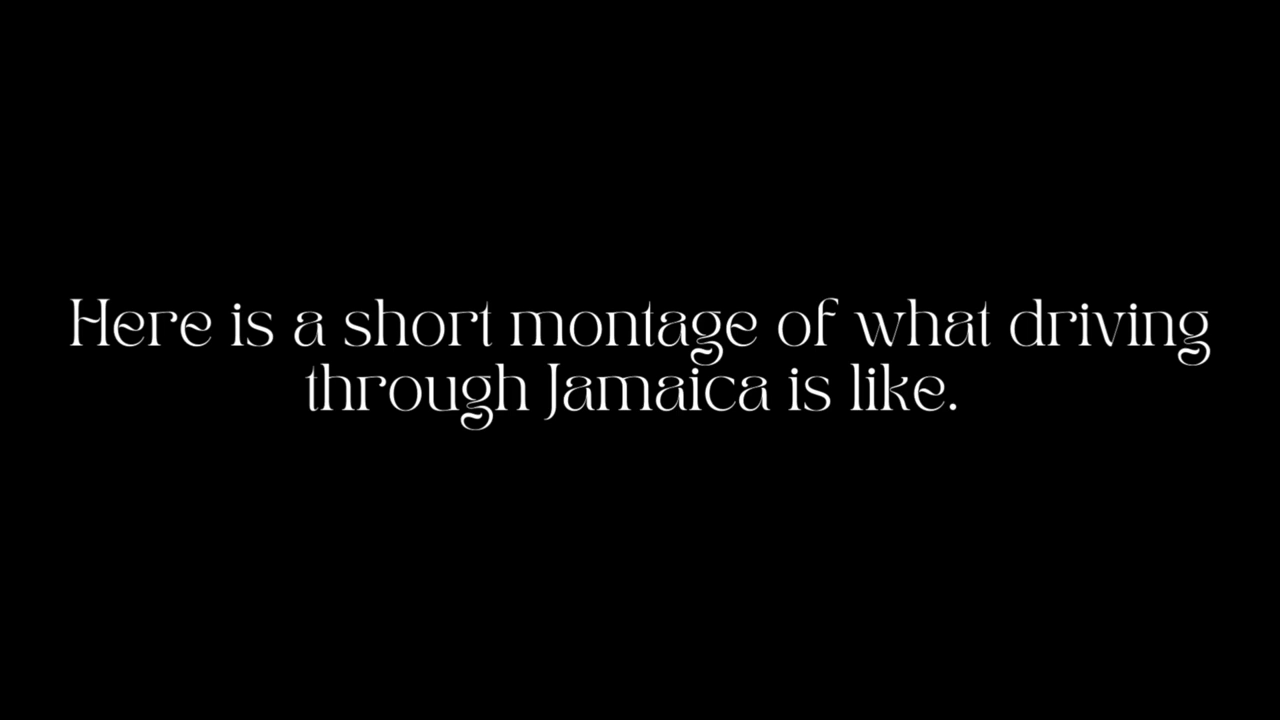 Here is a short montage of what driving
through Jamaica is like.